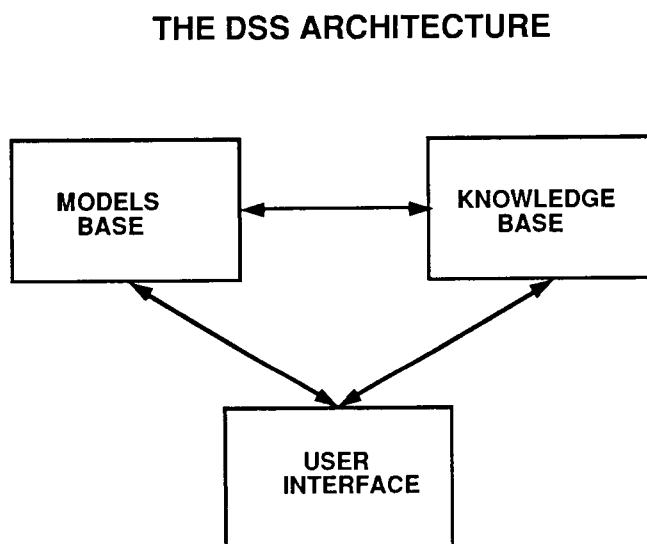 THE DSS ARCHITECTURE
MODELS
BASE
KNOWLEDGE
BASE
USER
INTERFACE